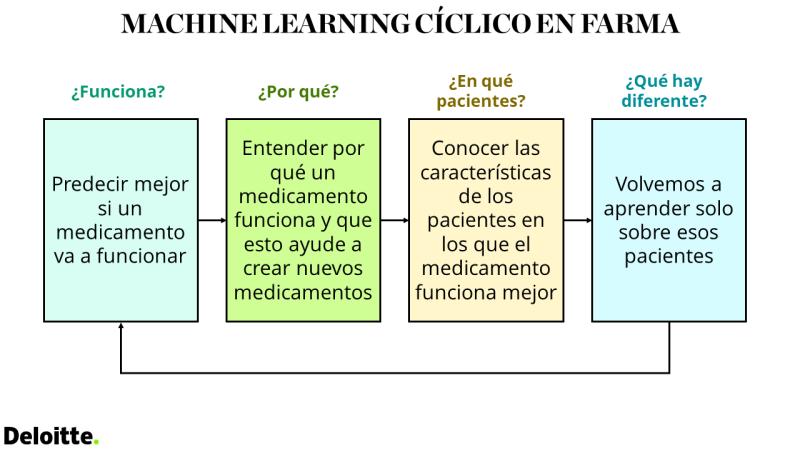 MACHINE LEARNING CÍCLICO EN FARMA
¿Funciona?
Predecir mejor
si un
medicamento
va a funcionar
¿Por qué?
Entender por
qué un
medicamento
funciona y que
esto ayude a
crear nuevos
medicamentos
¿En qué
pacientes?
Conocer las
características
de los
pacientes en
los que el
medicamento
funciona mejor
¿Qué hay
diferente?
Volvemos a
aprender solo
sobre esos
pacientes
Deloitte.